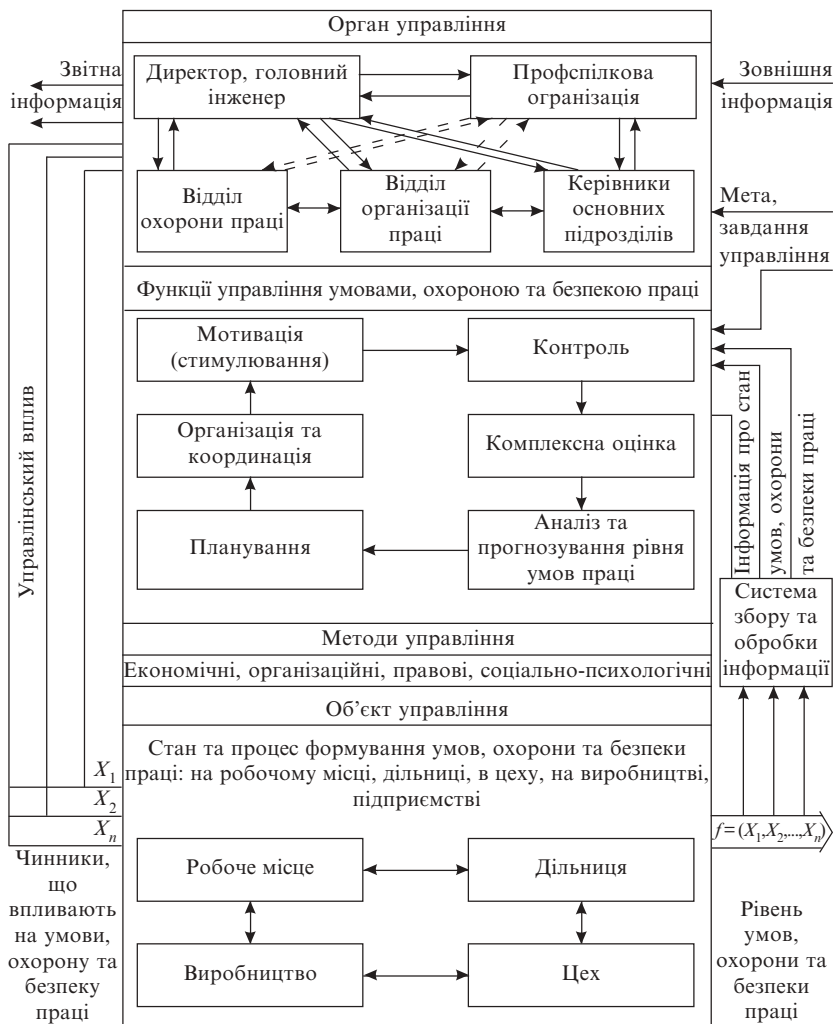 Орган управління
Звітна
інформація
Директор, головний
інженер
Профспілкова
огранізація
Зовнішня
інформація
Відділ
охорони праці
Відділ
організації
праці
Керівники
основних
підрозділів
Мета,
завдання
управління
Функції управління умовами, охороною та безпекою праці
Мотивація
(стимулювання)
Контроль
Організація та
координація
Комплексна оцінка
Планування
Аналіз та
прогнозування рівня
умов праці
Управлінський вплив
Інформація про стан
умов, охорони
та безпеки праці
Система
збору та
обробки
інформації
Методи управління
Економічні, організаційні, правові, соціально-психологічні
Об’єкт управління
Стан та процес формування умов, охорони та безпеки
праці: на робочому місці, дільниці, в цеху, на виробництві,
підприємстві
X1
X2
Xn
f = (X1,X2,...,Xn)
Чинники,
що
впливають
на умови,
охорону та
безпеку
праці
Робоче місце
Дільниця
Виробництво
Цех
Рівень
умов,
охорони та
безпеки
праці